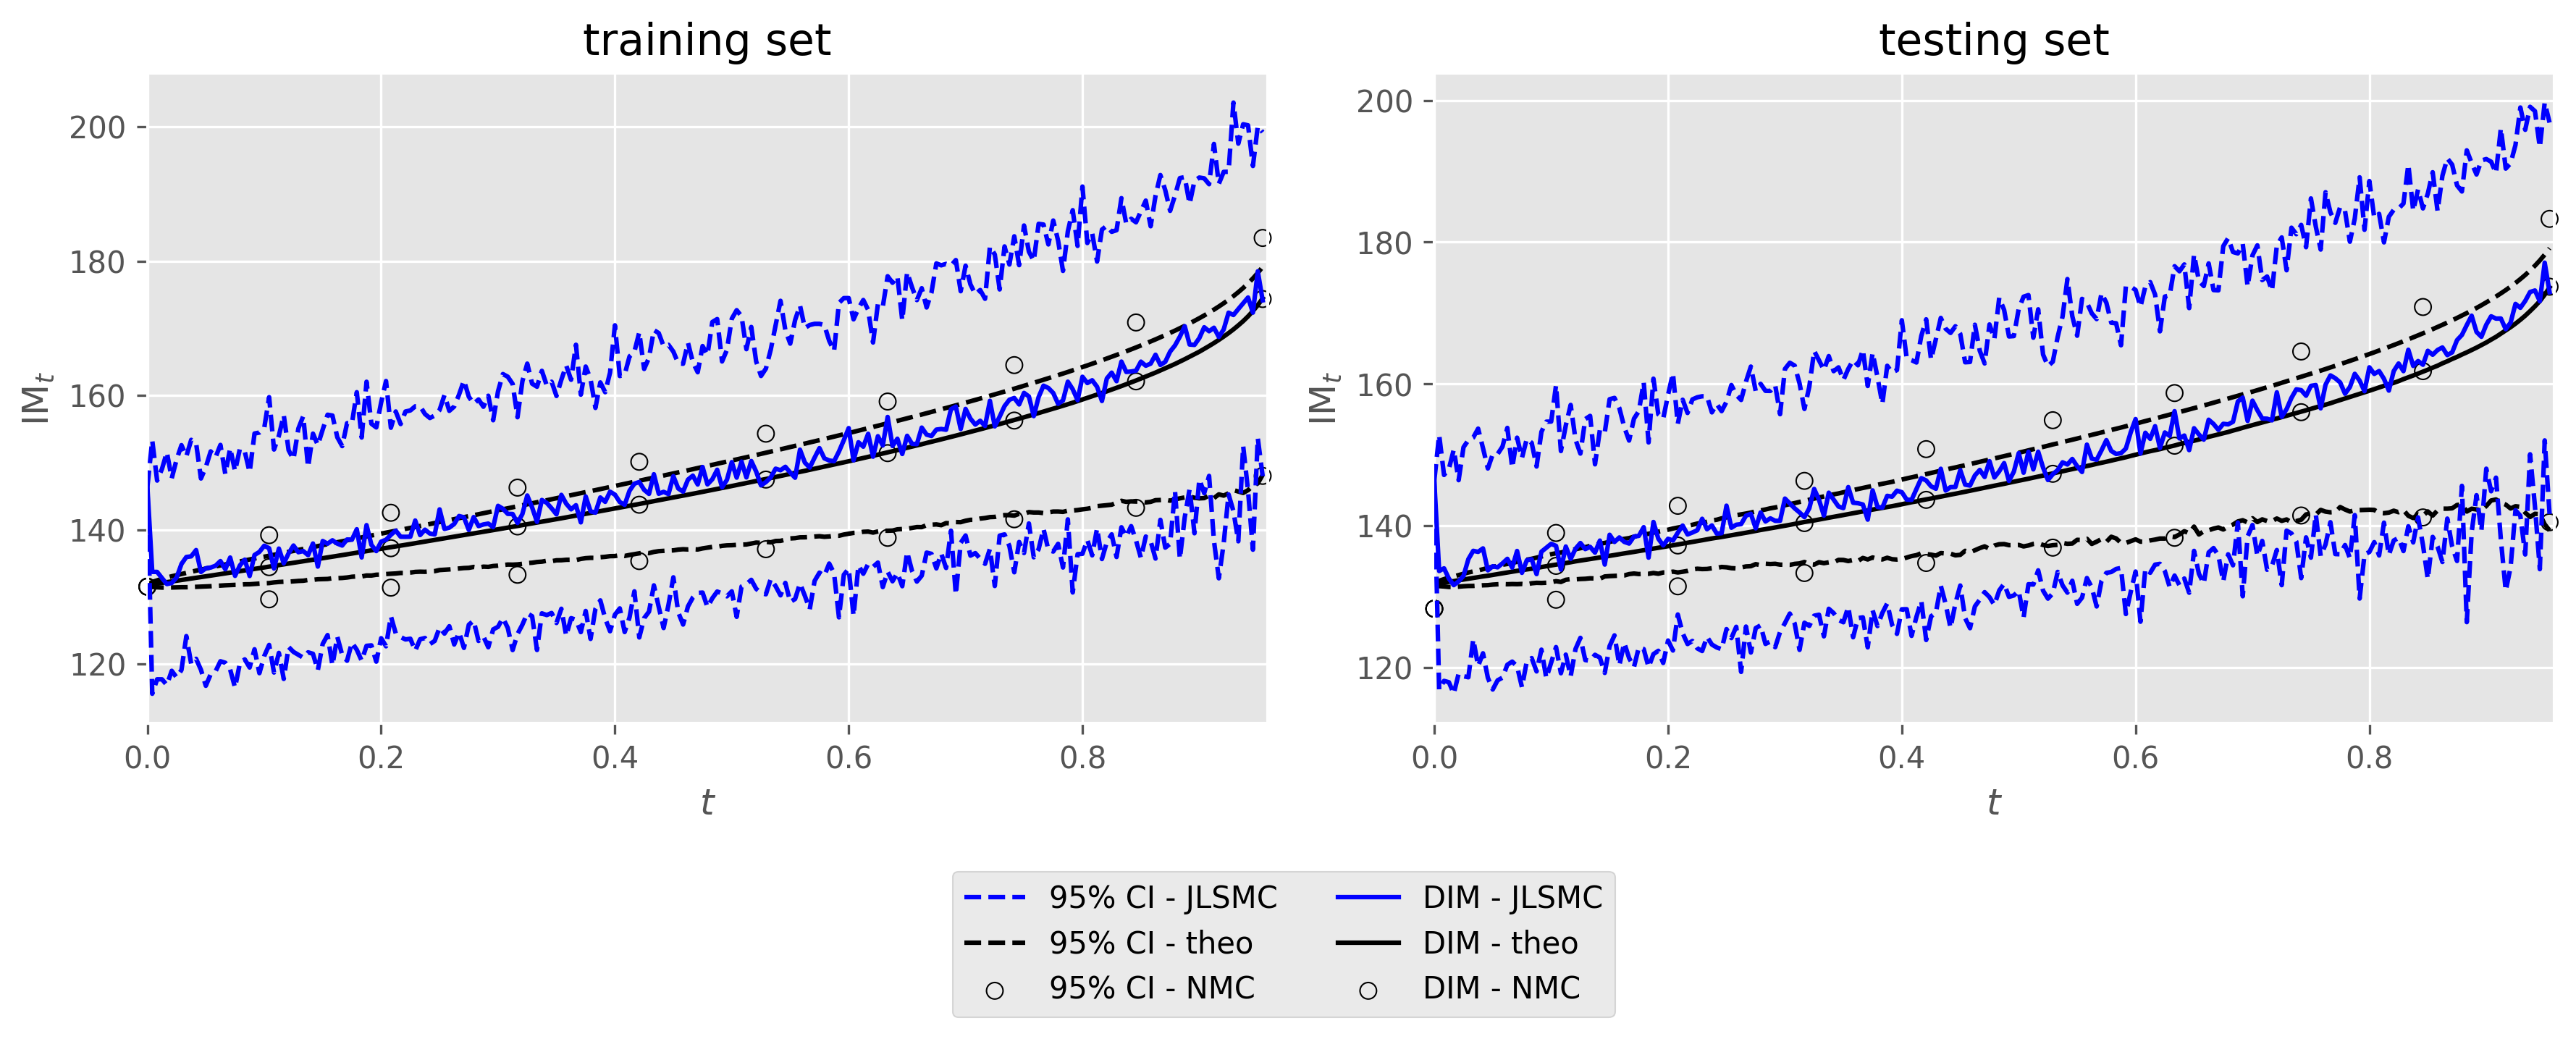 training set
testing set
200
180
160
140
120
IM_t
0.0 0.2 0.4 0.6 0.8
t
200
180
160
140
120
IM_t
0.0 0.2 0.4 0.6 0.8
t
95% CI - JLSMC
95% CI - theo
95% CI - NMC
DIM - JLSMC
DIM - theo
DIM - NMC